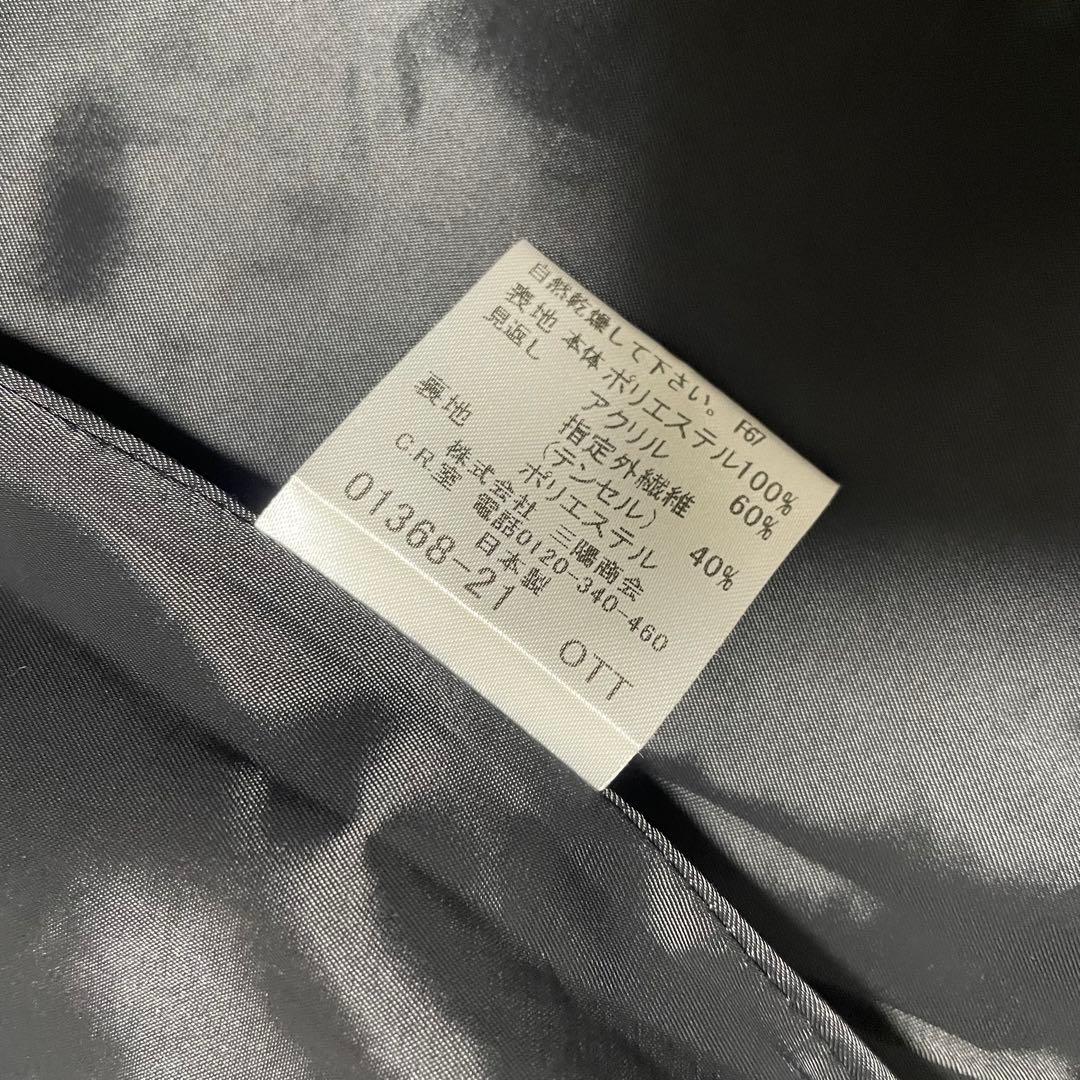 自然乾燥して下さい。 F67
表地 本体 ポリエステル100%
見返し アクリル 60%
指定外繊維
(テンセル) 40%
裏地 ポリエステル
株式会社 三陽商会
C.R.室 電話0120-340-460
日本製
01368-21 OTT